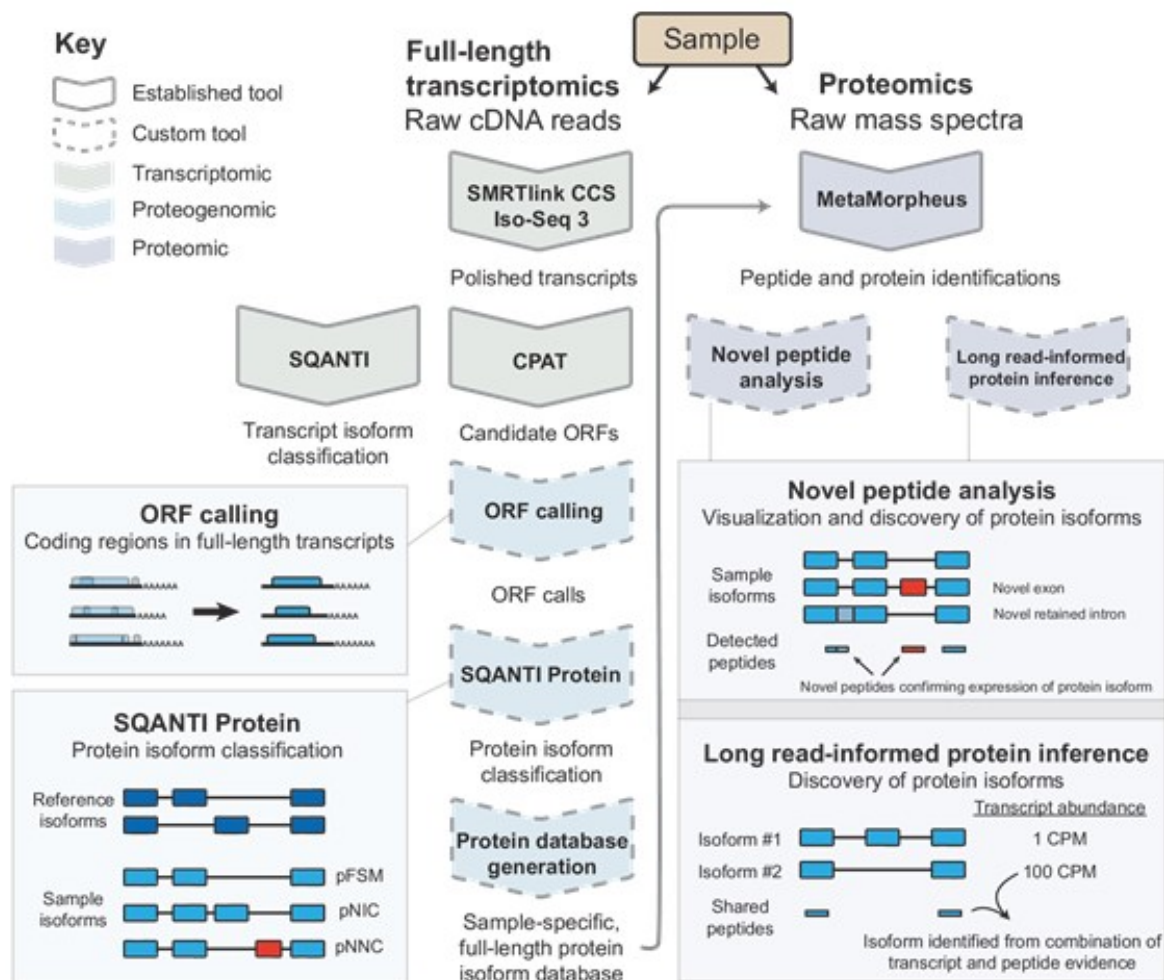 Key
Established tool
Custom tool
Transcriptomic
Proteogenomic
Proteomic
Sample
Full-length
transcriptomics
Raw cDNA reads
Proteomics
Raw mass spectra
SMRTlink CCS
Iso-Seq 3
MetaMorpheus
Polished transcripts
Peptide and protein identifications
SQANTI
CPAT
Novel peptide
analysis
Long read-informed
protein inference
Transcript isoform
classification
Candidate ORFs
ORF calling
ORF calls
SQANTI Protein
Protein isoform
classification
Protein database
generation
Sample-specific,
full-length protein
isoform database
ORF calling
Coding regions in full-length transcripts
SQANTI Protein
Protein isoform classification
Reference
isoforms
Sample
isoforms
pFSM
pNIC
pNNC
Novel peptide analysis
Visualization and discovery of protein isoforms
Sample
isoforms
Novel exon
Novel retained intron
Detected
peptides
Novel peptides confirming expression of protein isoform
Long read-informed protein inference
Discovery of protein isoforms
Transcript abundance
Isoform #1
1 CPM
Isoform #2
100 CPM
Shared
peptides
Isoform identified from combination of
transcript and peptide evidence